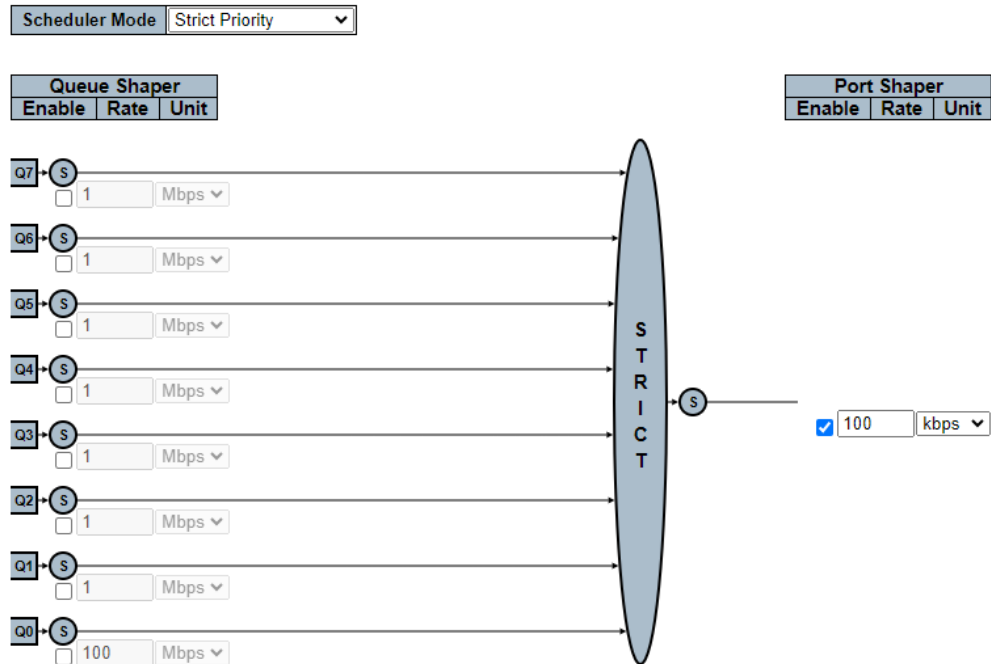 Scheduler Mode Strict Priority
Queue Shaper Port Shaper
Enable Rate Unit Enable Rate Unit
Q7 S
1 Mbps
Q6 S
1 Mbps
Q5 S
1 Mbps
Q4 S
1 Mbps
Q3 S
1 Mbps
Q2 S
1 Mbps
Q1 S
1 Mbps
Q0 S
100 Mbps
S
T
R
I
C
T
S
100 kbps